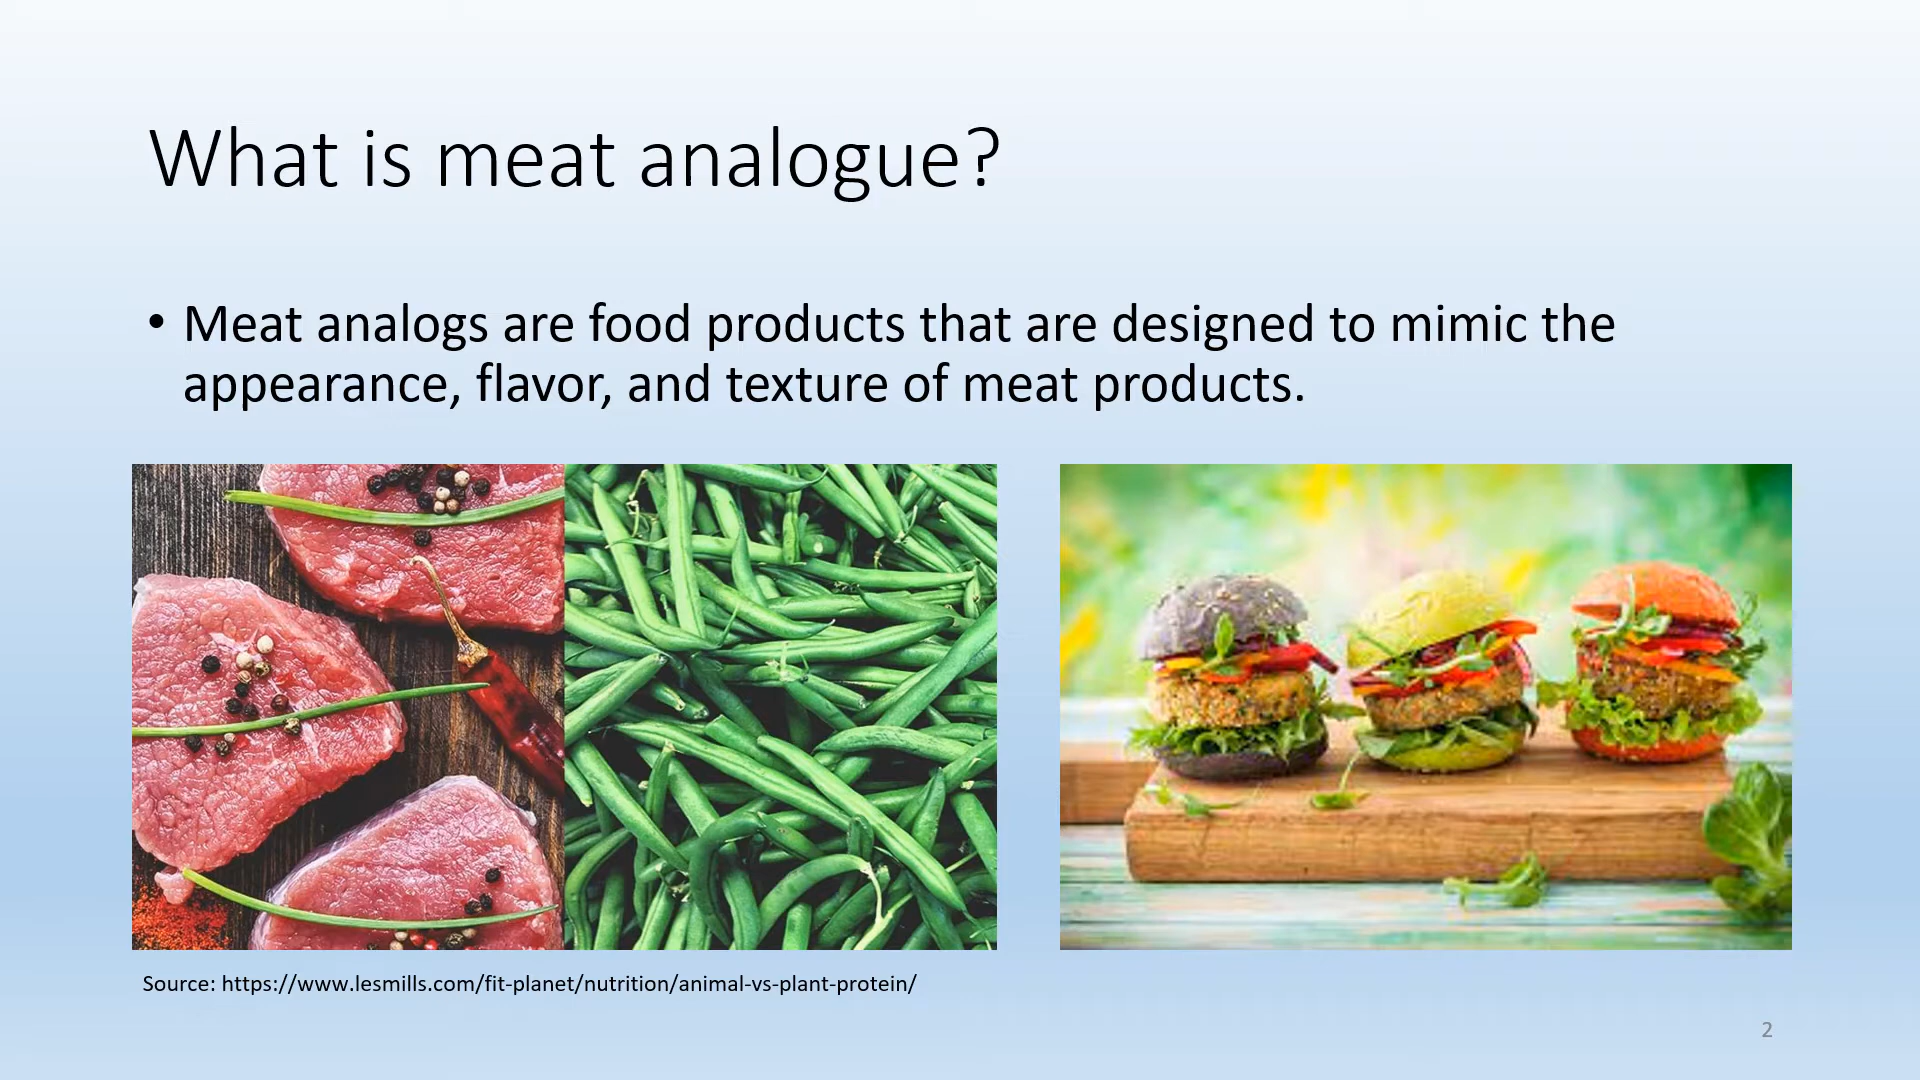 What is meat analogue?
• Meat analogs are food products that are designed to mimic the
appearance, flavor, and texture of meat products.
Source: https://www.lesmills.com/fit-planet/nutrition/animal-vs-plant-protein/
2